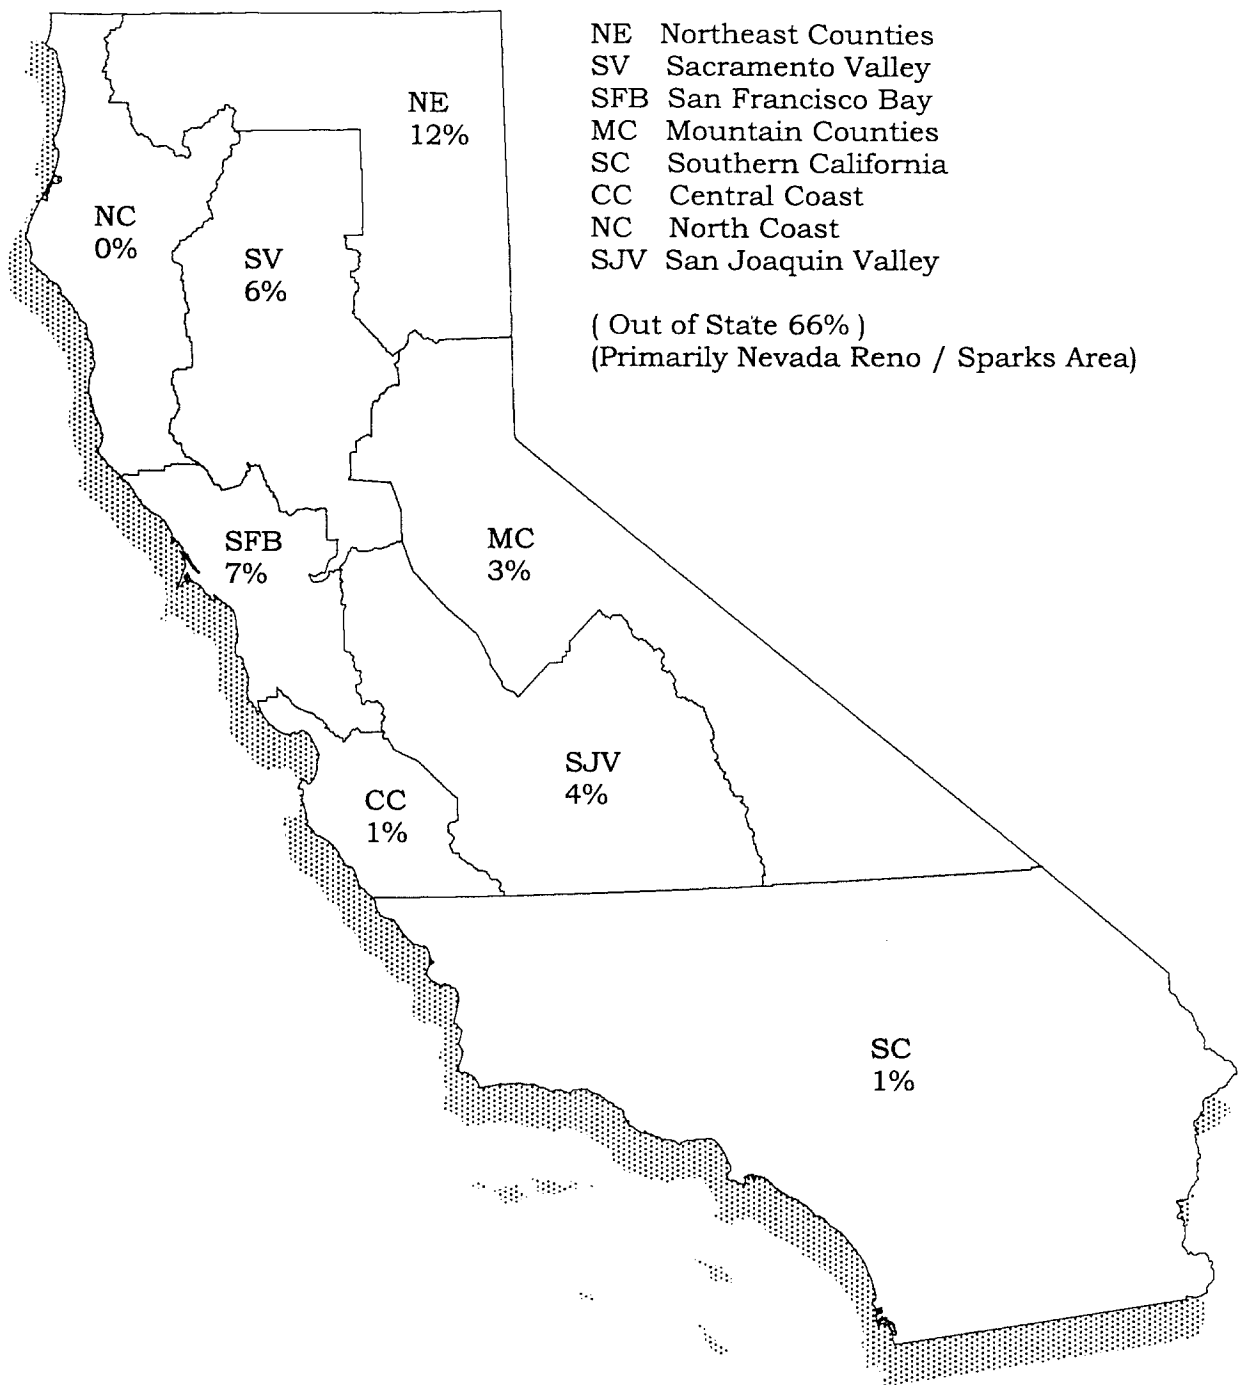 NE Northeast Counties
SV Sacramento Valley
SFB San Francisco Bay
MC Mountain Counties
SC Southern California
CC Central Coast
NC North Coast
SJV San Joaquin Valley
( Out of State 66% )
(Primarily Nevada Reno / Sparks Area)
NE
12%
NC
0%
SV
6%
SFB
7%
MC
3%
SJV
4%
CC
1%
SC
1%